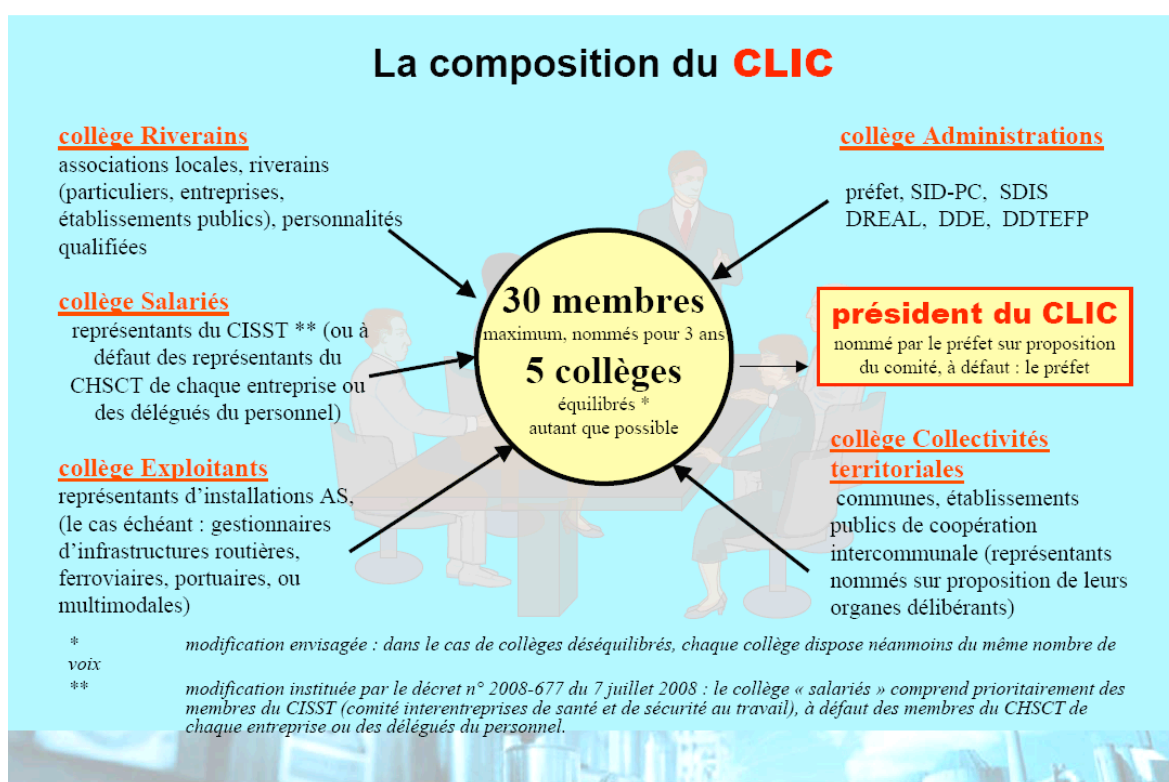 La composition du CLIC
collège Riverains
associations locales, riverains
(particuliers, entreprises,
établissements publics), personnalités
qualifiées
collège Salariés
représentants du CISST ** (ou à
défaut des représentants du
CHSCT de chaque entreprise ou
des délégués du personnel)
collège Exploitants
représentants d’installations AS,
(le cas échéant : gestionnaires
d’infrastructures routières,
ferroviaires, portuaires, ou
multimodales)
30 membres
maximum, nommés pour 3 ans
5 collèges
équilibrés *
autant que possible
collège Administrations
préfet, SID-PC, SDIS
DREAL, DDE, DDTEFP
président du CLIC
nommé par le préfet sur proposition
du comité, à défaut : le préfet
collège Collectivités
territoriales
communes, établissements
publics de coopération
intercommunale (représentants
nommés sur proposition de leurs
organes délibérants)
* modification envisagée : dans le cas de collèges déséquilibrés, chaque collège dispose néanmoins du même nombre de
voix
** modification instituée par le décret n° 2008-677 du 7 juillet 2008 : le collège « salariés » comprend prioritairement des
membres du CISST (comité interentreprises de santé et de sécurité au travail), à défaut des membres du CHSCT de
chaque entreprise ou des délégués du personnel.